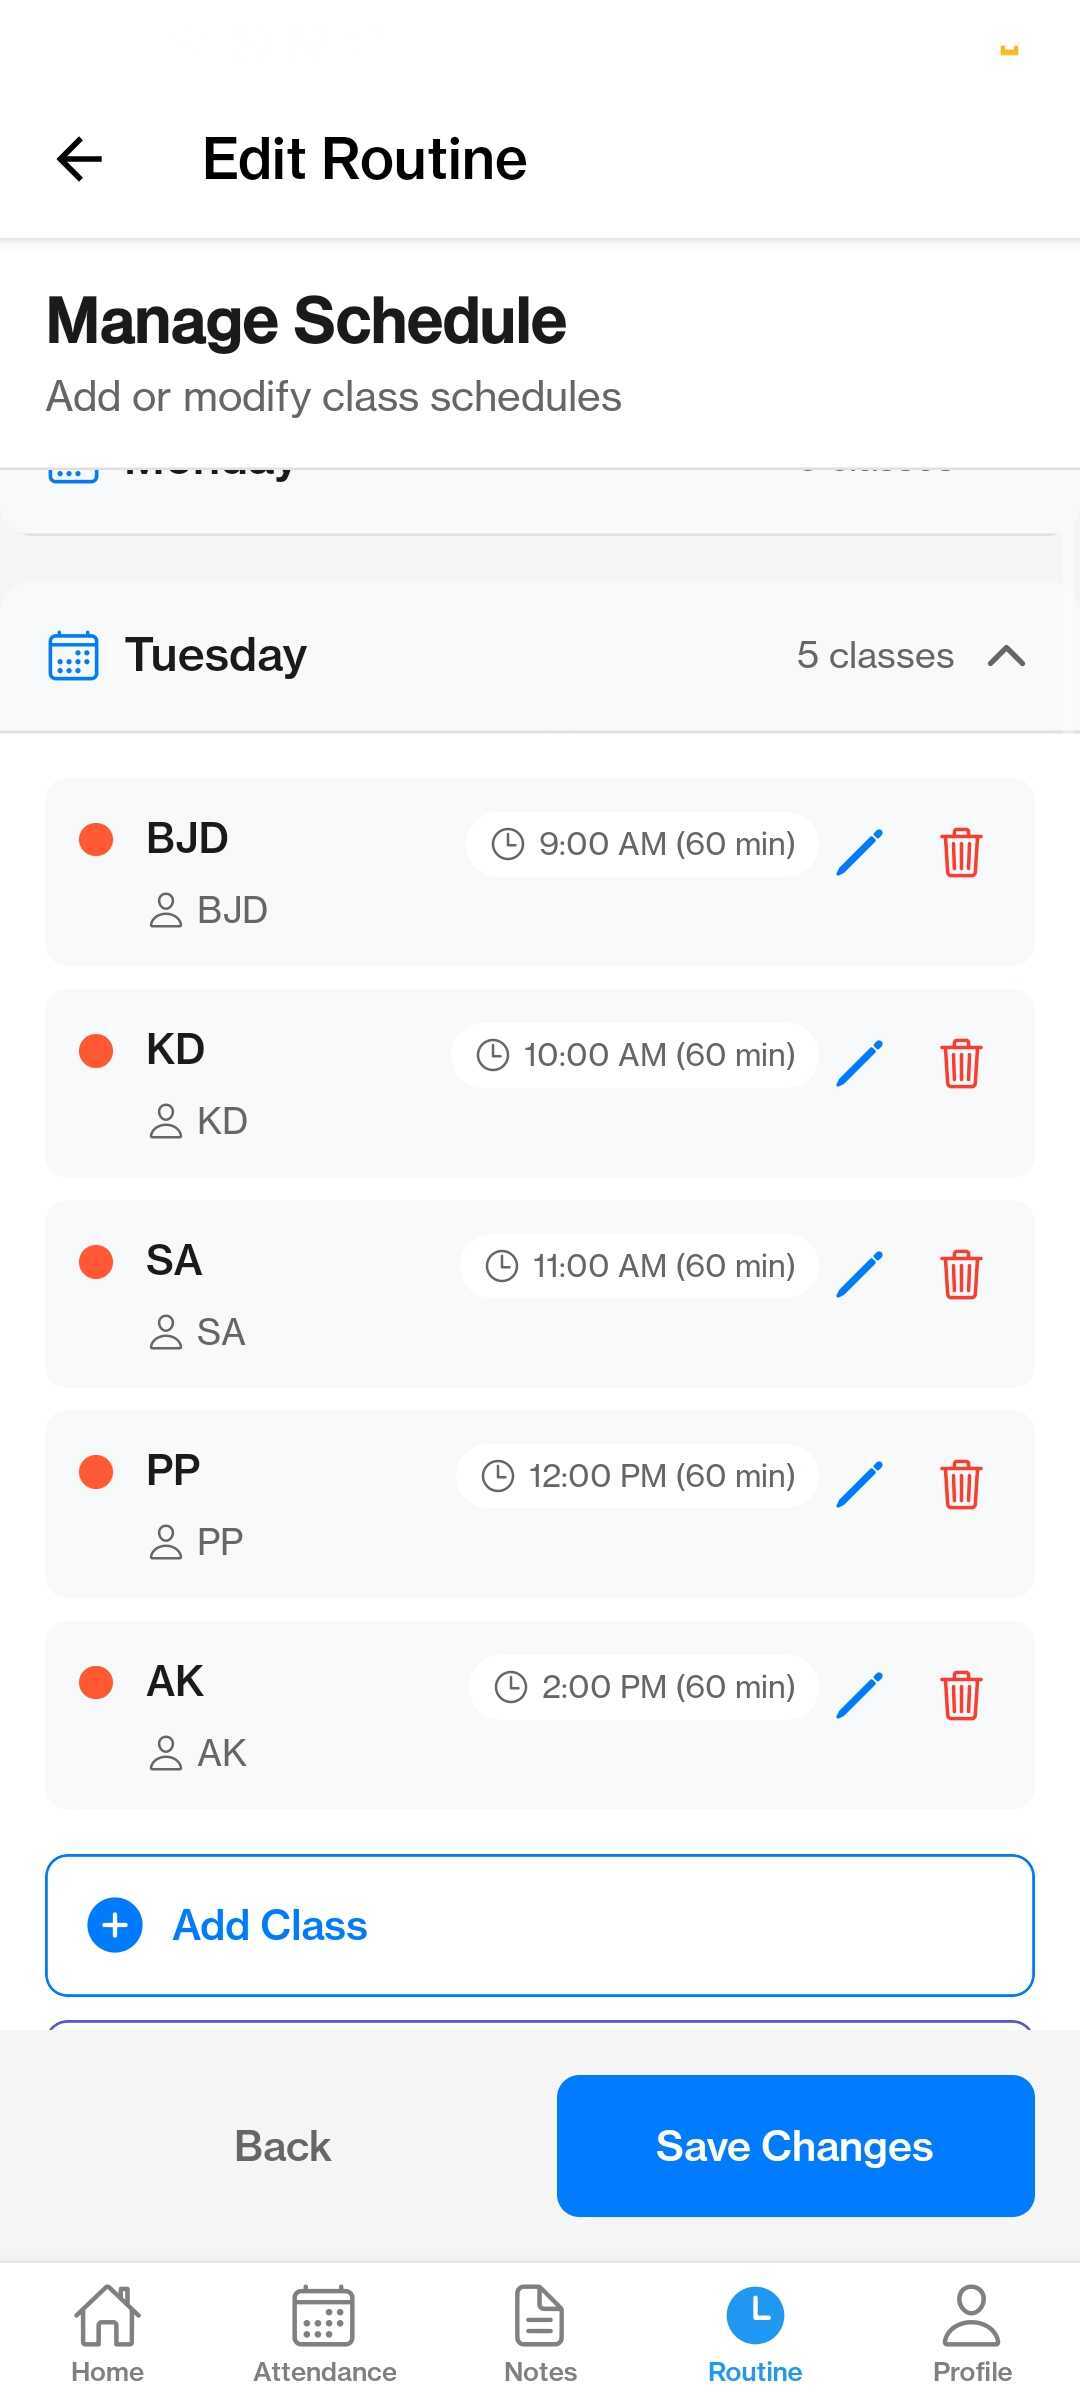 Edit Routine
Manage Schedule
Add or modify class schedules
Monday
Tuesday
5 classes
BJD
9:00 AM (60 min)
BJD
KD
10:00 AM (60 min)
KD
SA
11:00 AM (60 min)
SA
PP
12:00 PM (60 min)
PP
AK
2:00 PM (60 min)
AK
Add Class
Back
Save Changes
Home
Attendance
Notes
Routine
Profile